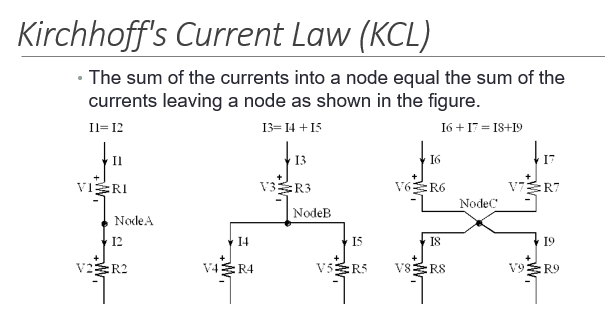 Kirchhoff's Current Law (KCL)
The sum of the currents into a node equal the sum of the
currents leaving a node as shown in the figure.
I1= I2
I3= I4 + I5
I6 + I7 = I8+I9
I1
I3
I6
I7
+
+
+
+
V1
R1
V3
R3
V6
R6
V7
R7
-
-
-
-
NodeA
NodeB
NodeC
I2
I4
I5
I8
I9
+
+
+
+
+
V2
R2
V4
R4
V5
R5
V8
R8
V9
R9
-
-
-
-
-